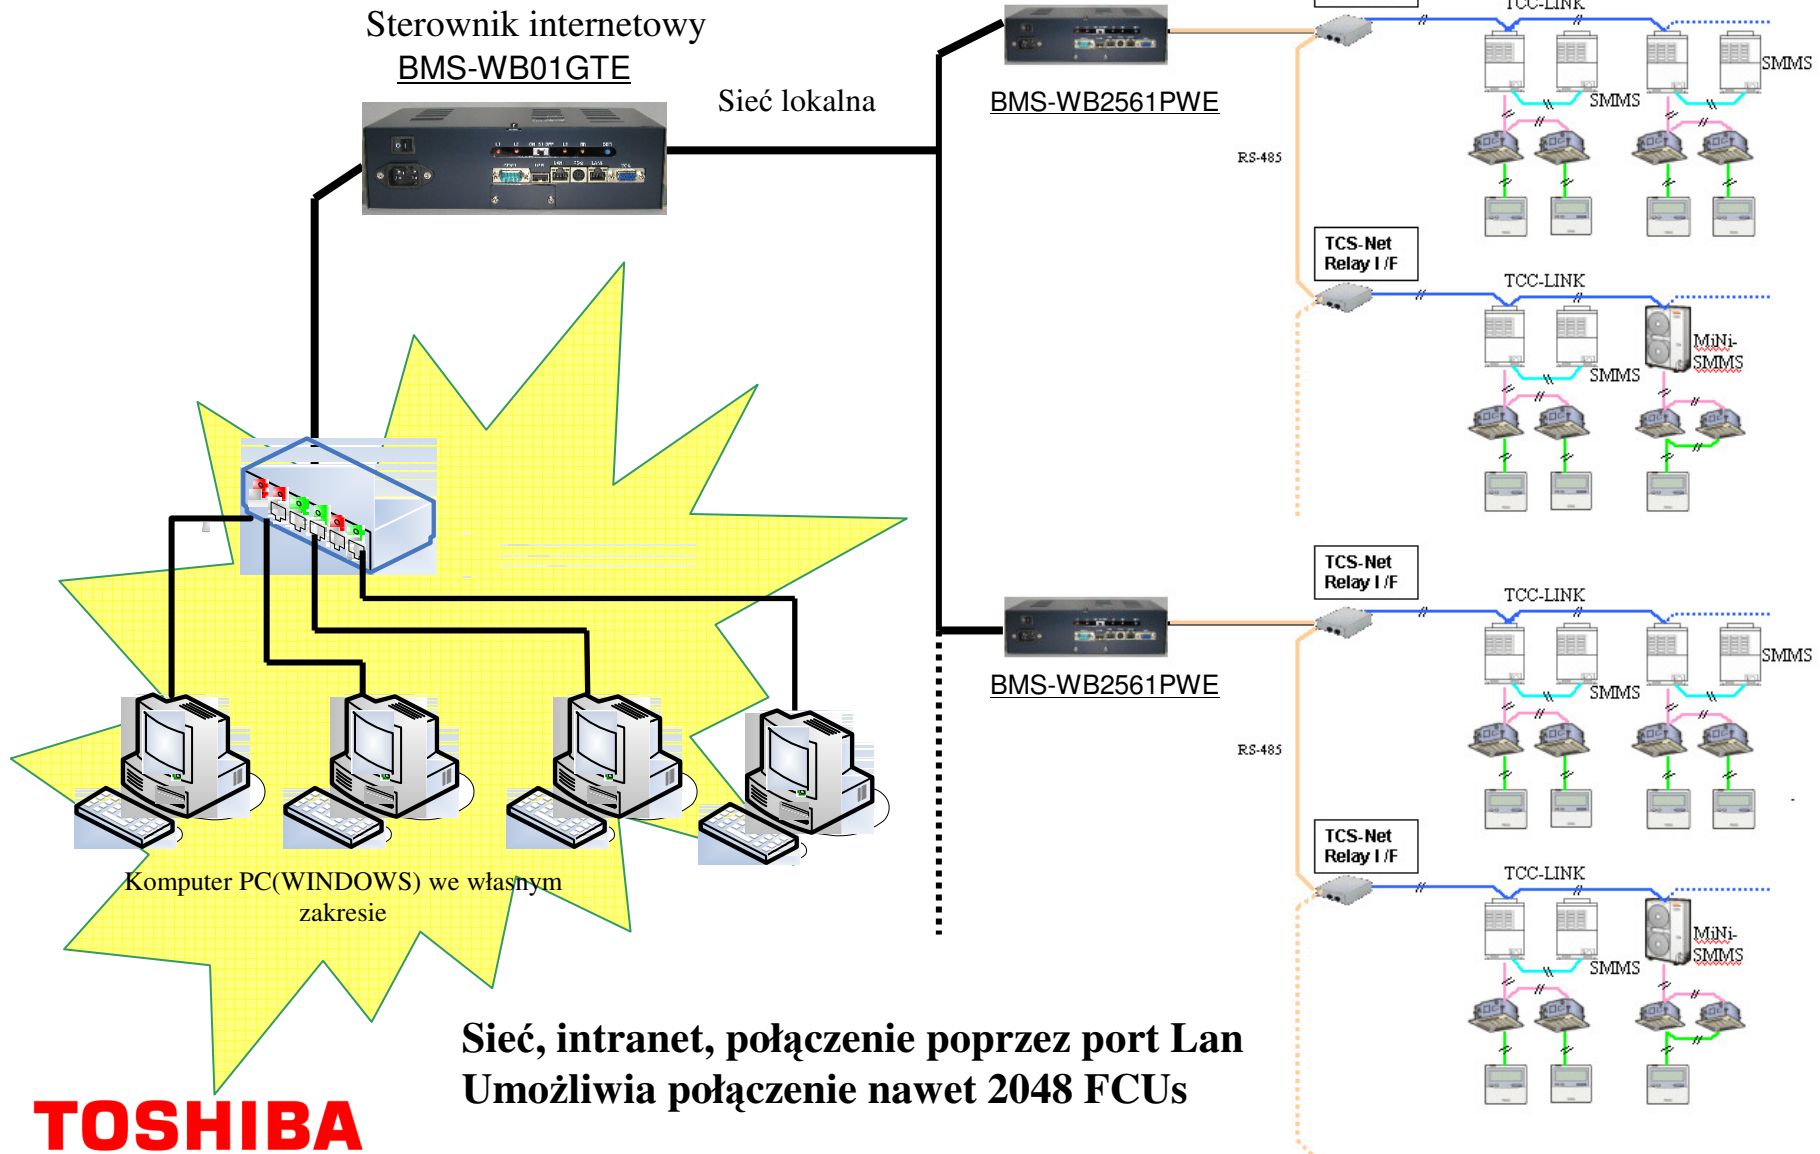 Sterownik internetowy
BMS-WB01GTE
Sieć lokalna
BMS-WB2561PWE
RS-485
TCC-LINK
SMMS
SMMS
TCS-Net
Relay I /F
TCC-LINK
SMMS
MiNi-
SMMS
TCS-Net
Relay I /F
TCC-LINK
BMS-WB2561PWE
SMMS
SMMS
RS-485
TCS-Net
Relay I /F
TCC-LINK
SMMS
MiNi-
SMMS
Komputer PC(WINDOWS) we własnym
zakresie
Sieć, intranet, połączenie poprzez port Lan
Umożliwia połączenie nawet 2048 FCUs
TOSHIBA